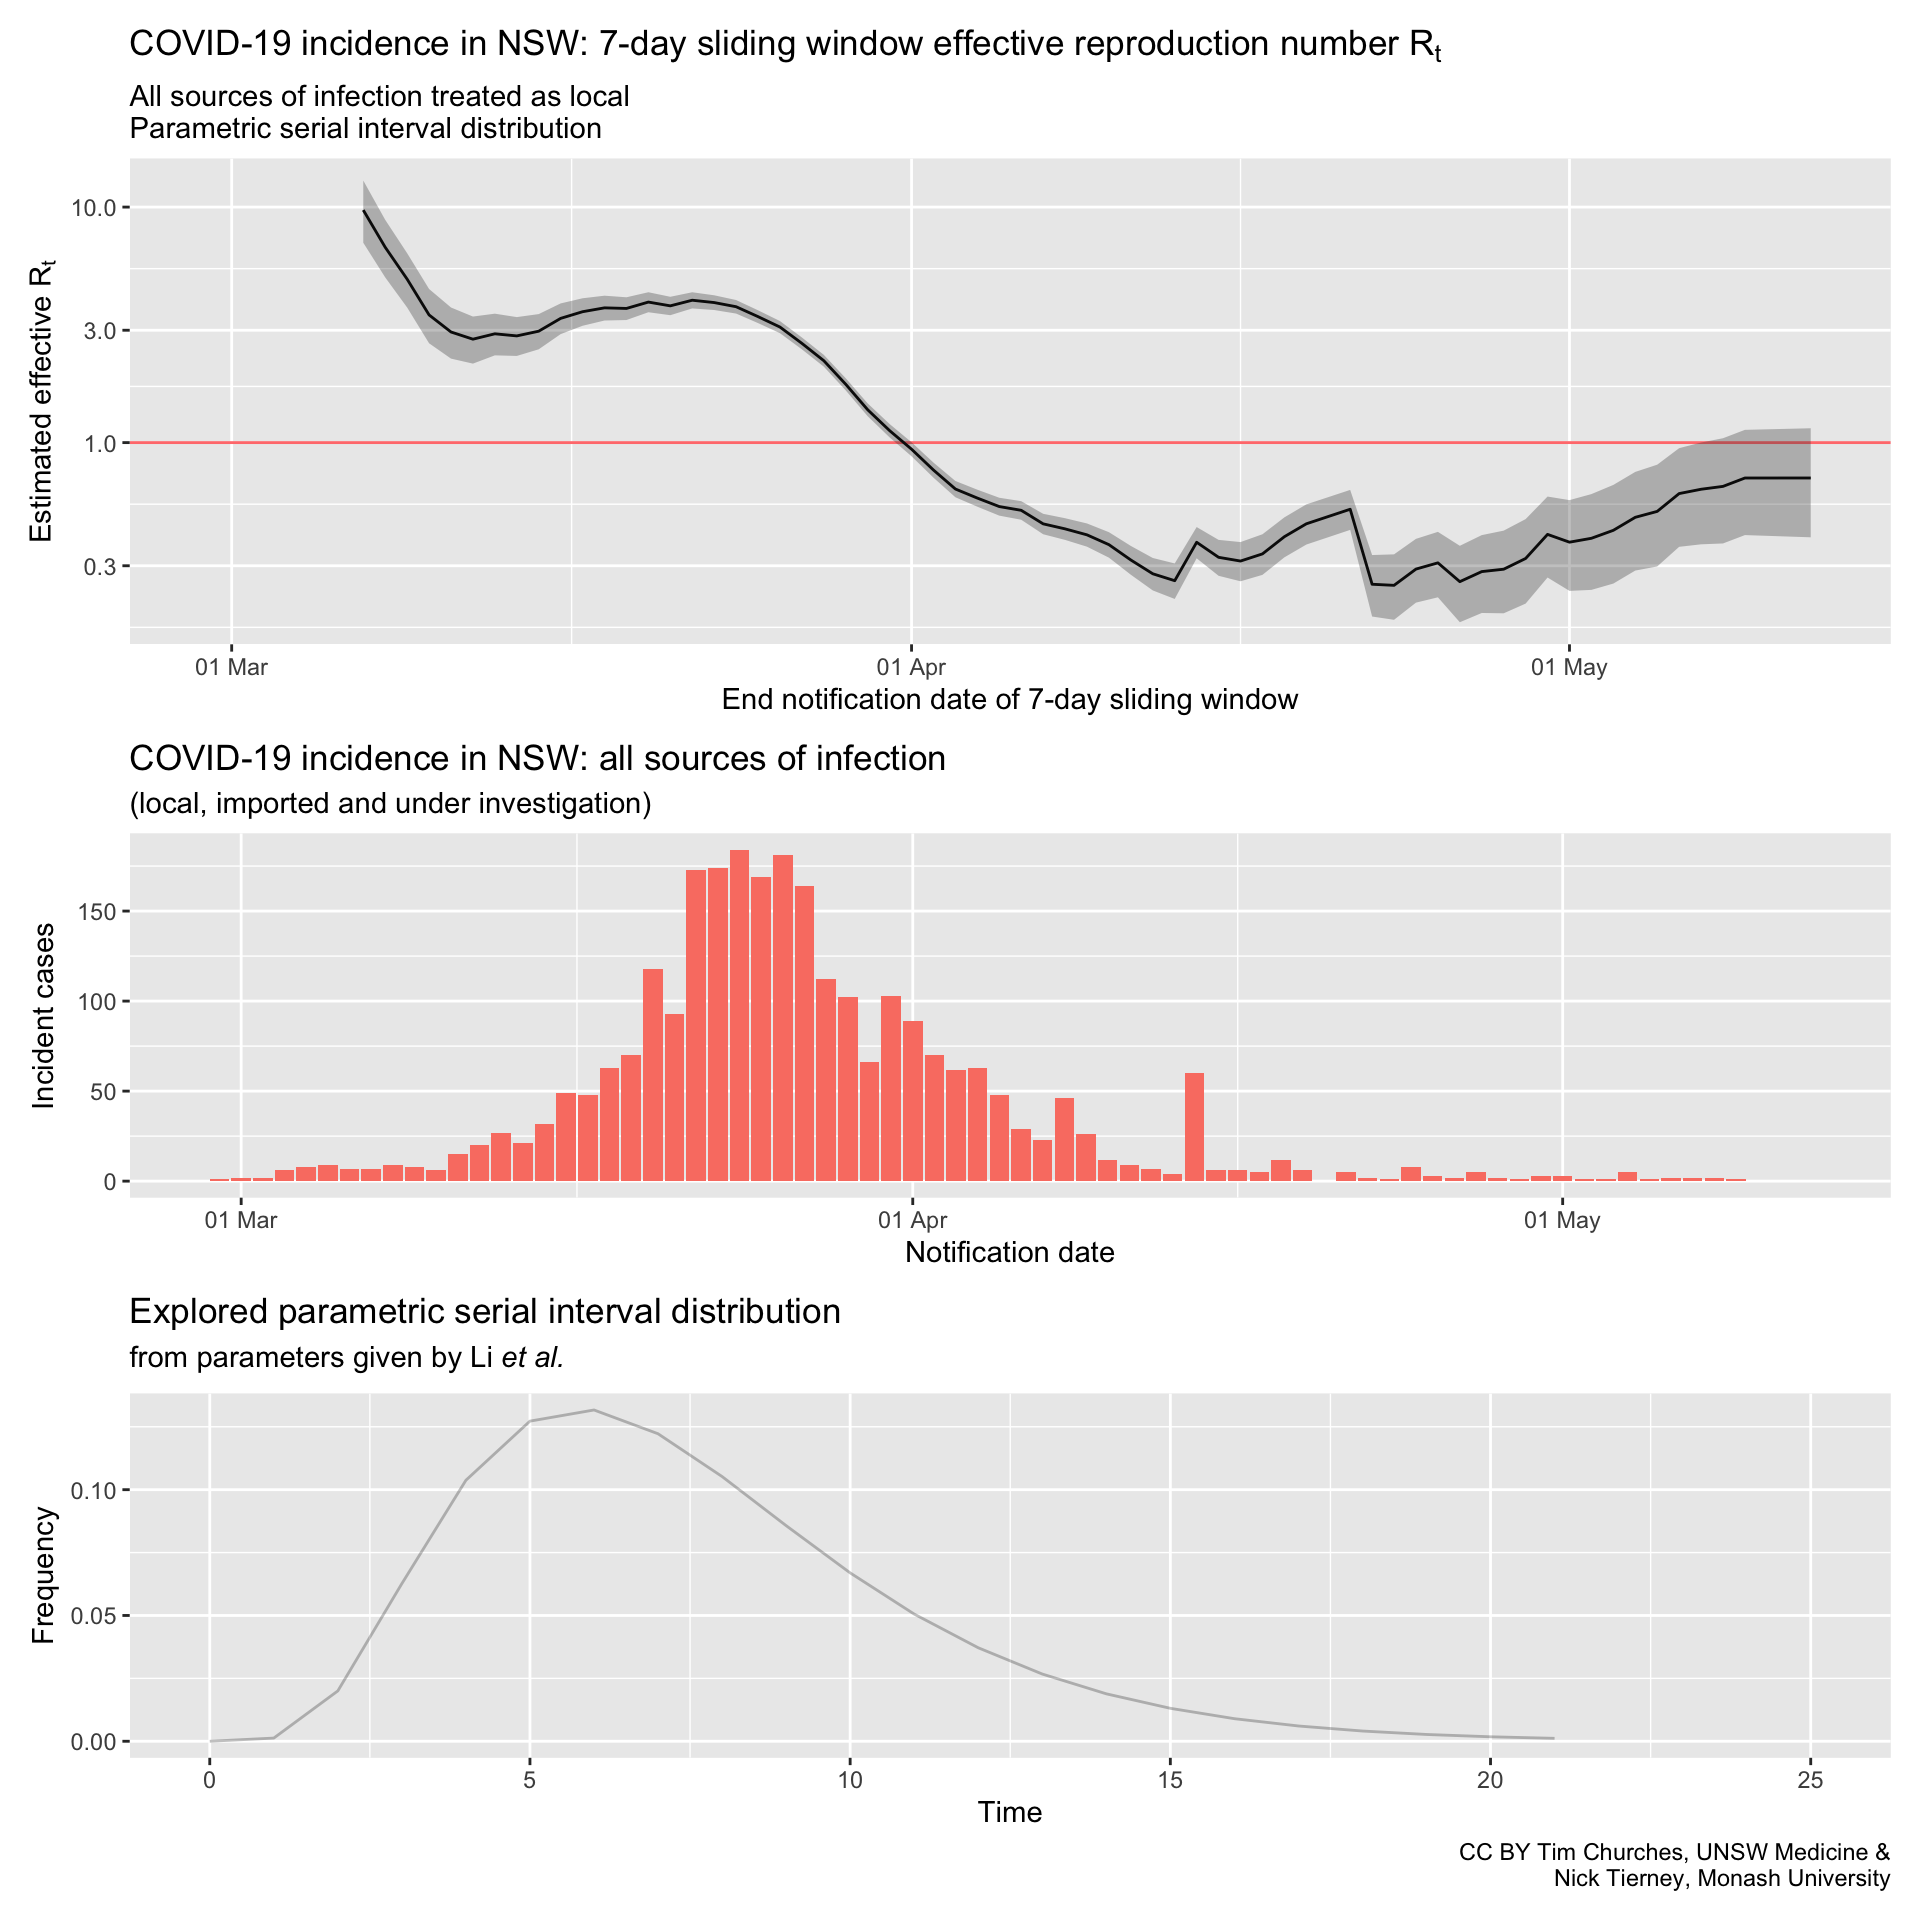 COVID-19 incidence in NSW: 7-day sliding window effective reproduction number Rt
All sources of infection treated as local
Parametric serial interval distribution
Estimated effective Rt
10.0
3.0
1.0
0.3
01 Mar
01 Apr
01 May
End notification date of 7-day sliding window
COVID-19 incidence in NSW: all sources of infection
(local, imported and under investigation)
Incident cases
150
100
50
0
01 Mar
01 Apr
01 May
Notification date
Explored parametric serial interval distribution
from parameters given by Li et al.
Frequency
0.10
0.05
0.00
0
5
10
15
20
25
Time
CC BY Tim Churches, UNSW Medicine &
Nick Tierney, Monash University